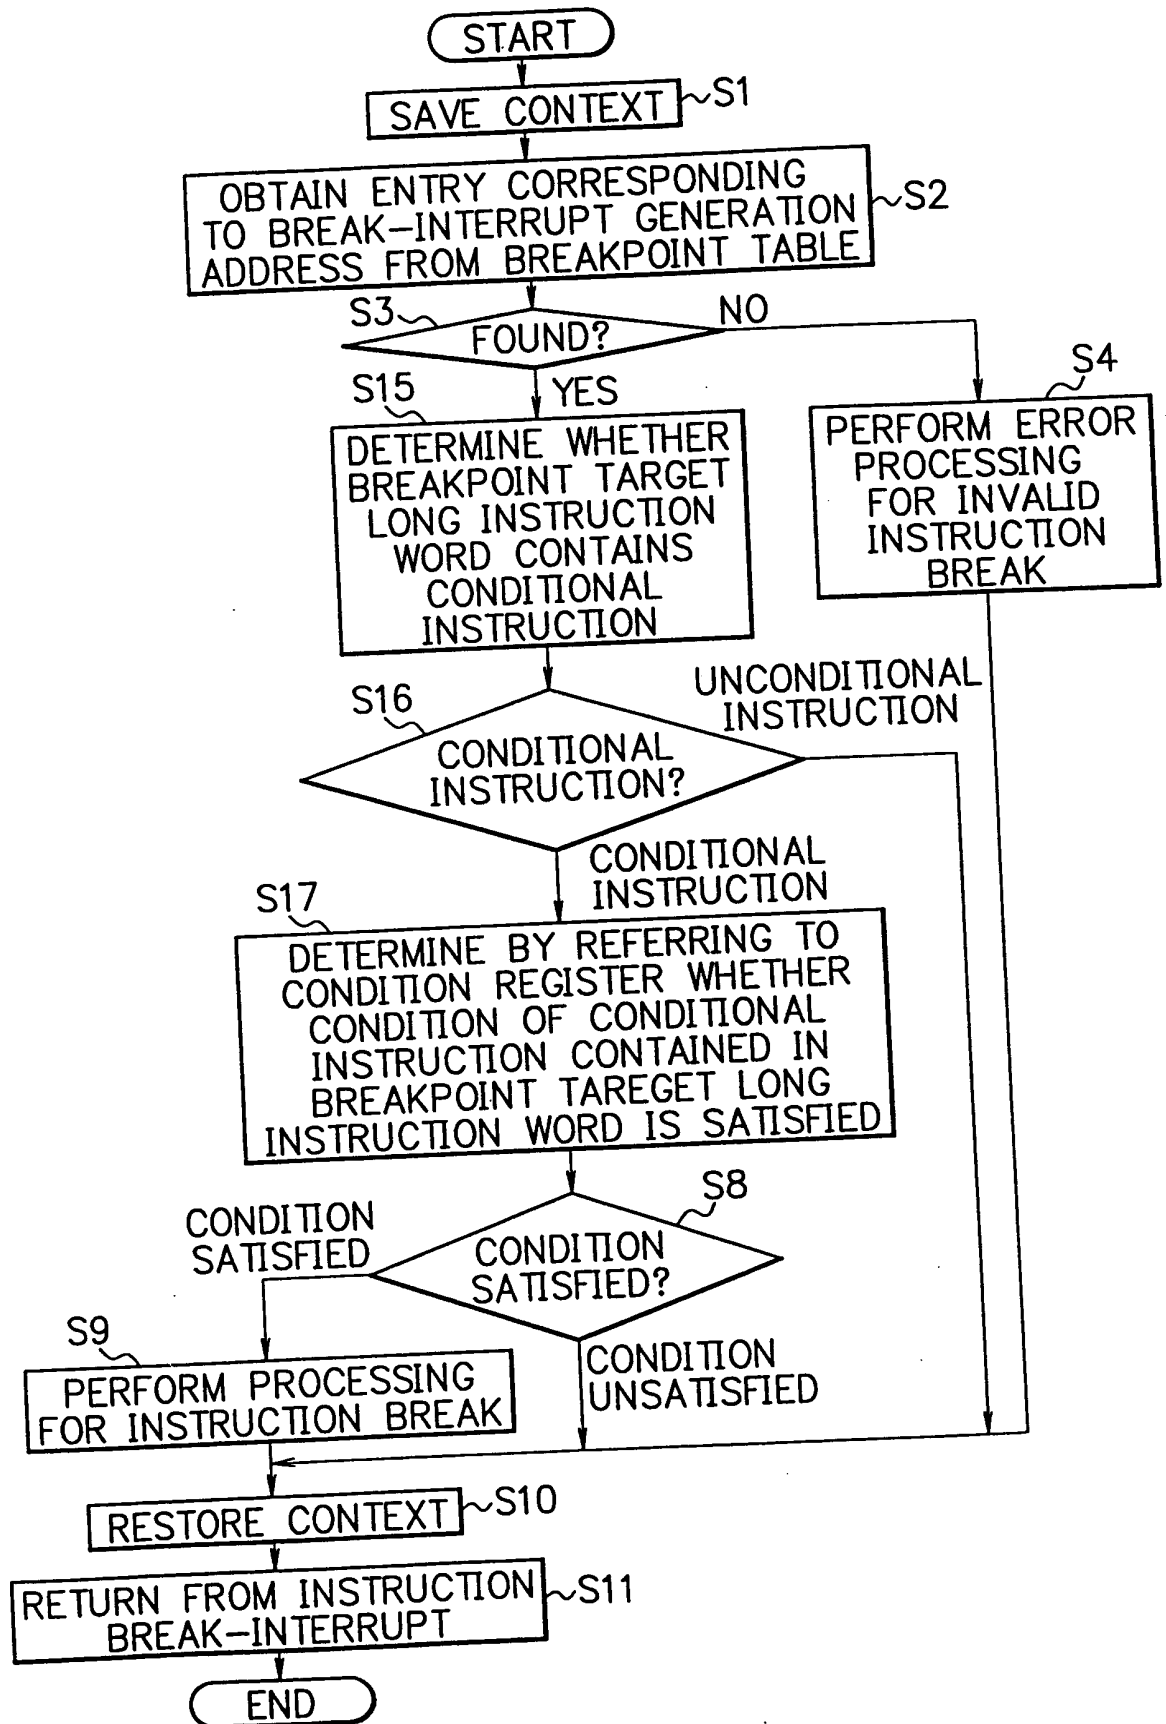 START
SAVE CONTEXT
S1
OBTAIN ENTRY CORRESPONDING
TO BREAK-INTERRUPT GENERATION
ADDRESS FROM BREAKPOINT TABLE
S2
S3
FOUND?
NO
YES
S4
PERFORM ERROR
PROCESSING
FOR INVALID
INSTRUCTION
BREAK
S15
DETERMINE WHETHER
BREAKPOINT TARGET
LONG INSTRUCTION
WORD CONTAINS
CONDITIONAL
INSTRUCTION
S16
CONDITIONAL
INSTRUCTION?
UNCONDITIONAL
INSTRUCTION
CONDITIONAL
INSTRUCTION
S17
DETERMINE BY REFERRING TO
CONDITION REGISTER WHETHER
CONDITION OF CONDITIONAL
INSTRUCTION CONTAINED IN
BREAKPOINT TAREGET LONG
INSTRUCTION WORD IS SATISFIED
S8
CONDITION
SATISFIED?
CONDITION
SATISFIED
CONDITION
UNSATISFIED
S9
PERFORM PROCESSING
FOR INSTRUCTION BREAK
RESTORE CONTEXT
S10
RETURN FROM INSTRUCTION
BREAK-INTERRUPT
S11
END